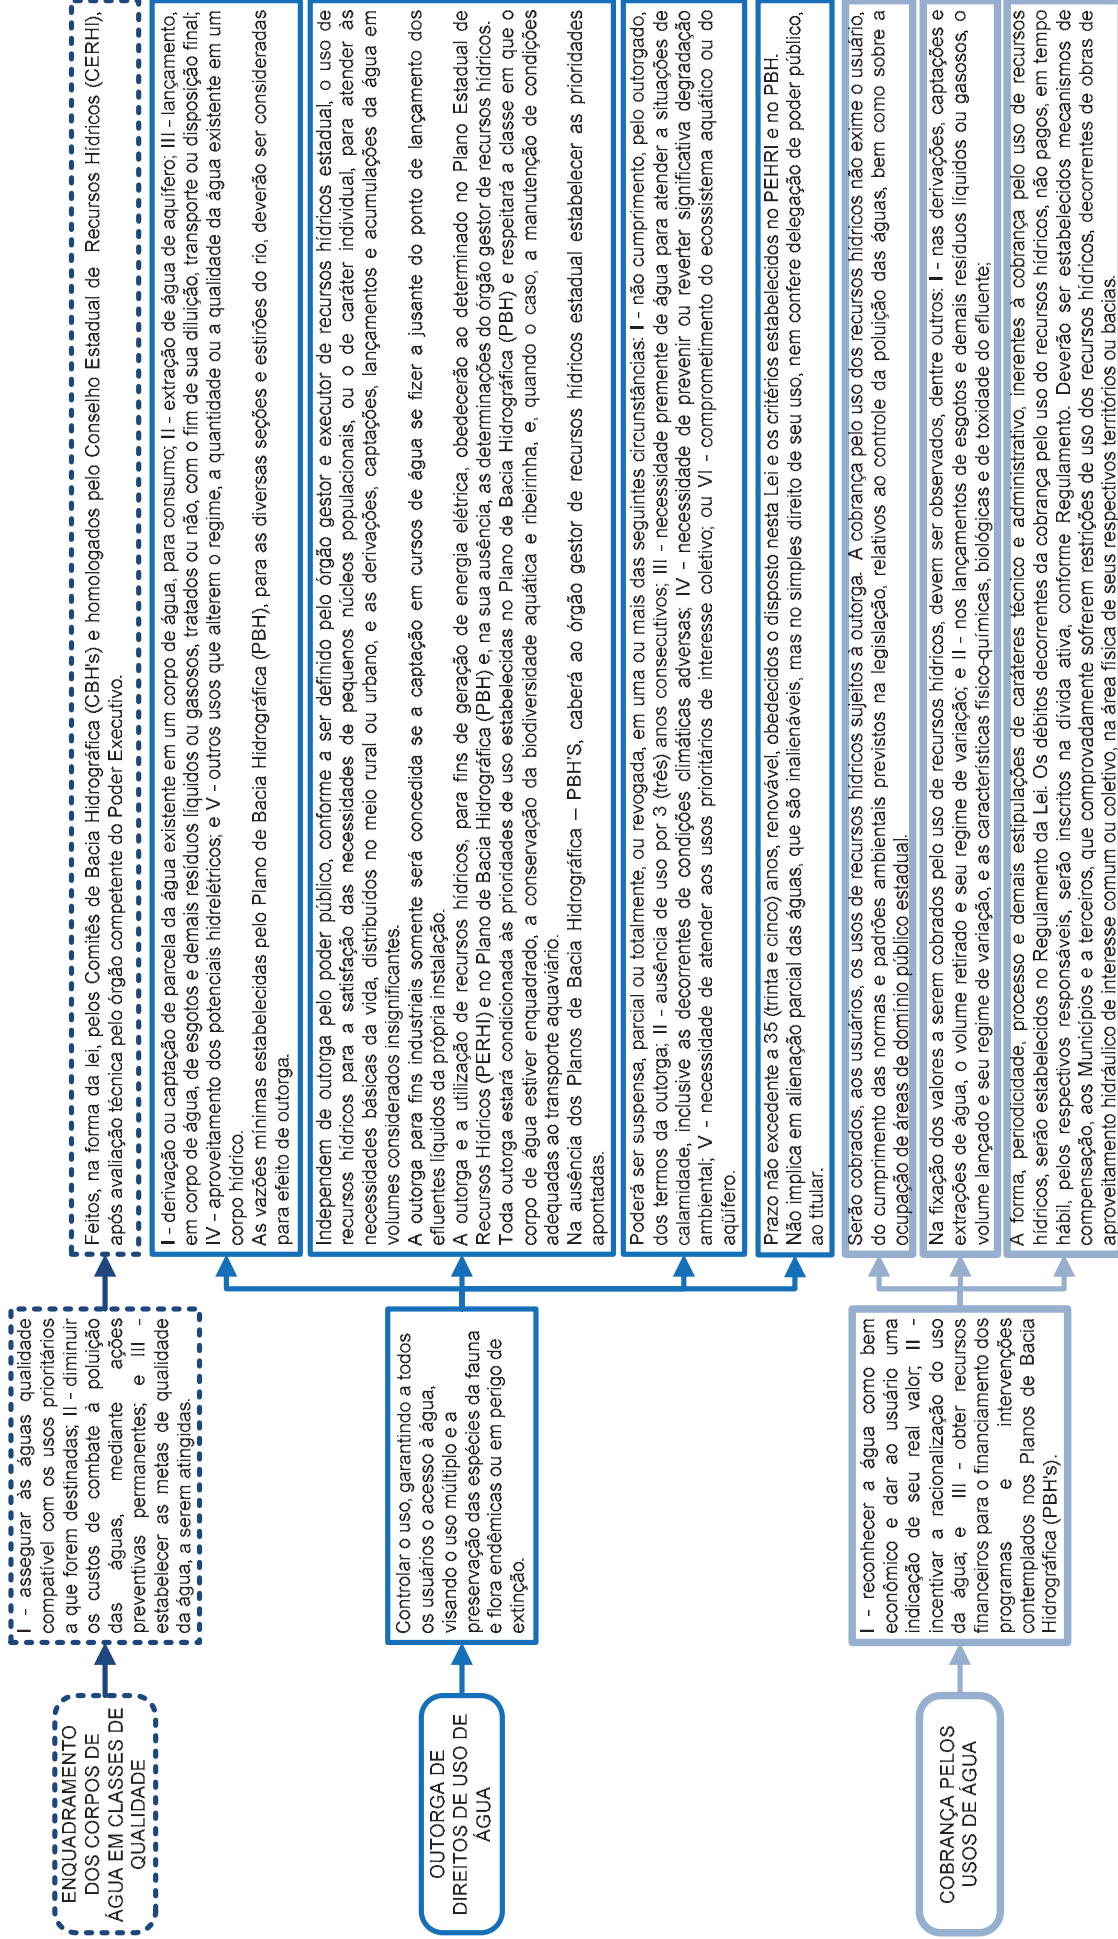 ENQUADRAMENTO
DOS CORPOS DE
ÁGUA EM CLASSES DE
QUALIDADE
I - assegurar às águas qualidade
compatível com os usos prioritários
a que forem destinadas; II - diminuir
os custos de combate à poluição
das águas, mediante ações
preventivas permanentes; e III -
estabelecer as metas de qualidade
da água, a serem atingidas.
Feitos, na forma da lei, pelos Comitês de Bacia Hidrográfica (CBH's) e homologados pelo Conselho Estadual de Recursos Hídricos (CERHI),
após avaliação técnica pelo órgão competente do Poder Executivo.
OUTORGA DE
DIREITOS DE USO DE
ÁGUA
Controlar o uso, garantindo a todos
os usuários o acesso à água,
visando o uso múltiplo e a
preservação das espécies da fauna
e flora endêmicas ou em perigo de
extinção.
I - derivação ou captação de parcela da água existente em um corpo de água, para consumo; II - extração de água de aquífero; III - lançamento,
em corpo de água, de esgotos e demais resíduos líquidos ou gasosos, tratados ou não, com o fim de sua diluição, transporte ou disposição final;
IV - aproveitamento dos potenciais hidrelétricos; e V - outros usos que alterem o regime, a quantidade ou a qualidade da água existente em um
corpo hídrico.
As vazões mínimas estabelecidas pelo Plano de Bacia Hidrográfica (PBH), para as diversas seções e estirões do rio, deverão ser consideradas
para efeito de outorga.
Independem de outorga pelo poder público, conforme a ser definido pelo órgão gestor e executor de recursos hídricos estadual, o uso de
recursos hídricos para a satisfação das necessidades de pequenos núcleos populacionais, ou o de caráter individual, para atender às
necessidades básicas da vida, distribuídos no meio rural ou urbano, e as derivações, captações, lançamentos e acumulações da água em
volumes considerados insignificantes.
A outorga para fins industriais somente será concedida se a captação em cursos de água se fizer a jusante do ponto de lançamento dos
efluentes líquidos da própria instalação.
A outorga e a utilização de recursos hídricos, para fins de geração de energia elétrica, obedecerão ao determinado no Plano Estadual de
Recursos Hídricos (PERHI) e no Plano de Bacia Hidrográfica (PBH) e, na sua ausência, as determinações do órgão gestor de recursos hídricos.
Toda outorga estará condicionada às prioridades de uso estabelecidas no Plano de Bacia Hidrográfica (PBH) e respeitará a classe em que o
corpo de água estiver enquadrado, a conservação da biodiversidade aquática e ribeirinha, e, quando o caso, a manutenção de condições
adequadas ao transporte aquaviário.
Na ausência dos Planos de Bacia Hidrográfica – PBH'S, caberá ao órgão gestor de recursos hídricos estadual estabelecer as prioridades
apontadas.
Poderá ser suspensa, parcial ou totalmente, ou revogada, em uma ou mais das seguintes circunstâncias: I - não cumprimento, pelo outorgado,
dos termos da outorga; II - ausência de uso por 3 (três) anos consecutivos; III - necessidade premente de água para atender a situações de
calamidade, inclusive as decorrentes de condições climáticas adversas; IV - necessidade de prevenir ou reverter significativa degradação
ambiental; V - necessidade de atender aos usos prioritários de interesse coletivo; ou VI - comprometimento do ecossistema aquático ou do
aqüífero.
Prazo não excedente a 35 (trinta e cinco) anos, renovável, obedecidos o disposto nesta Lei e os critérios estabelecidos no PEHRI e no PBH.
Não implica em alienação parcial das águas, que são inalienáveis, mas no simples direito de seu uso, nem confere delegação de poder público,
ao titular.
COBRANÇA PELOS
USOS DE ÁGUA
I - reconhecer a água como bem
econômico e dar ao usuário uma
indicação de seu real valor; II -
incentivar a racionalização do uso
da água; e III - obter recursos
financeiros para o financiamento dos
programas e intervenções
contemplados nos Planos de Bacia
Hidrográfica (PBH's).
Serão cobrados, aos usuários, os usos de recursos hídricos sujeitos à outorga. A cobrança pelo uso dos recursos hídricos não exime o usuário,
do cumprimento das normas e padrões ambientais previstos na legislação, relativos ao controle da poluição das águas, bem como sobre a
ocupação de áreas de domínio público estadual.
Na fixação dos valores a serem cobrados pelo uso de recursos hídricos, devem ser observados, dentre outros: I - nas derivações, captações e
extrações de água, o volume retirado e seu regime de variação; e II - nos lançamentos de esgotos e demais resíduos líquidos ou gasosos, o
volume lançado e seu regime de variação, e as características físico-químicas, biológicas e de toxidade do efluente;
A forma, periodicidade, processo e demais estipulações de caráteres técnico e administrativo, inerentes à cobrança pelo uso de recursos
hídricos, serão estabelecidos no Regulamento da Lei. Os débitos decorrentes da cobrança pelo uso do recursos hídricos, não pagos, em tempo
hábil, pelos respectivos responsáveis, serão inscritos na dívida ativa, conforme Regulamento. Deverão ser estabelecidos mecanismos de
compensação, aos Municípios e a terceiros, que comprovadamente sofrerem restrições de uso dos recursos hídricos, decorrentes de obras de
aproveitamento hidráulico de interesse comum ou coletivo, na área física de seus respectivos territórios ou bacias.